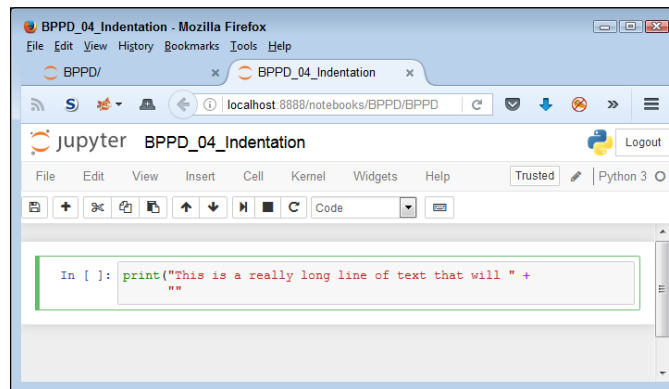 BPPD_04_Indentation - Mozilla Firefox
File Edit View History Bookmarks Tools Help
BPPD/ × BPPD_04_Indentation ×
localhost:8888/notebooks/BPPD/BPPD
jupyter BPPD_04_Indentation Logout
File Edit View Insert Cell Kernel Widgets Help Trusted Python 3
Code
In [ ]: print("This is a really long line of text that will " +
""